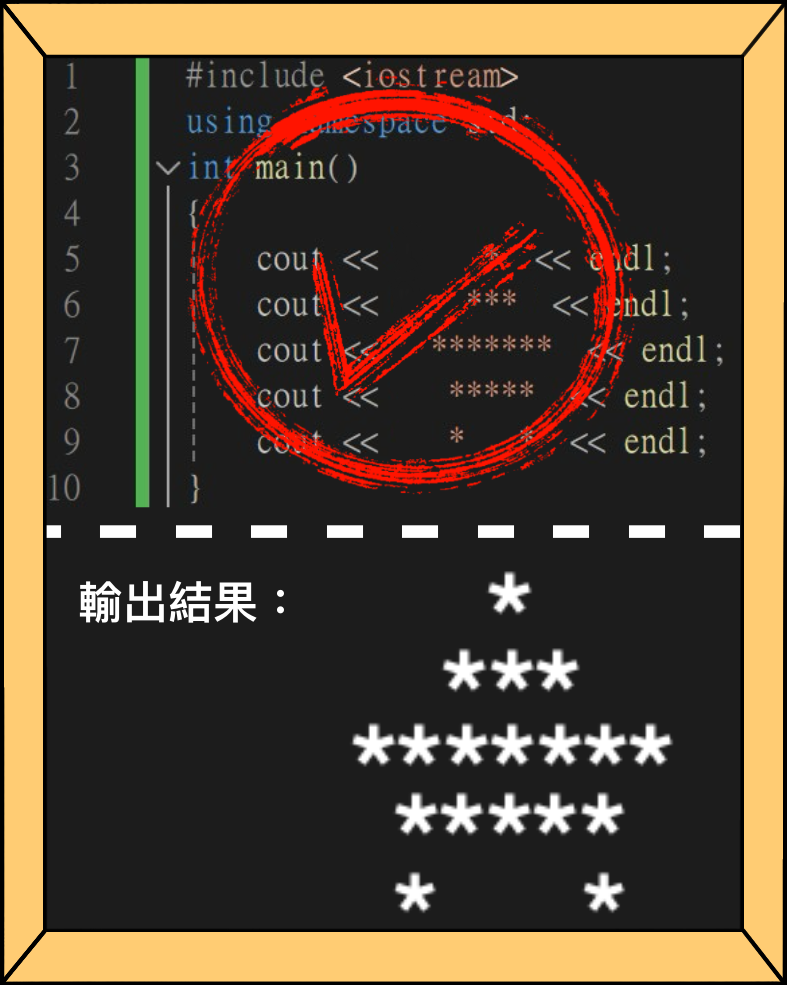 1 #include <iostream>
2 using namespace std;
3 int main()
4 {
5 cout << * << endl;
6 cout << *** << endl;
7 cout << ******* << endl;
8 cout << ***** << endl;
9 cout << *   * << endl;
10 }
輸出結果：
*
***
*******
*****
*   *